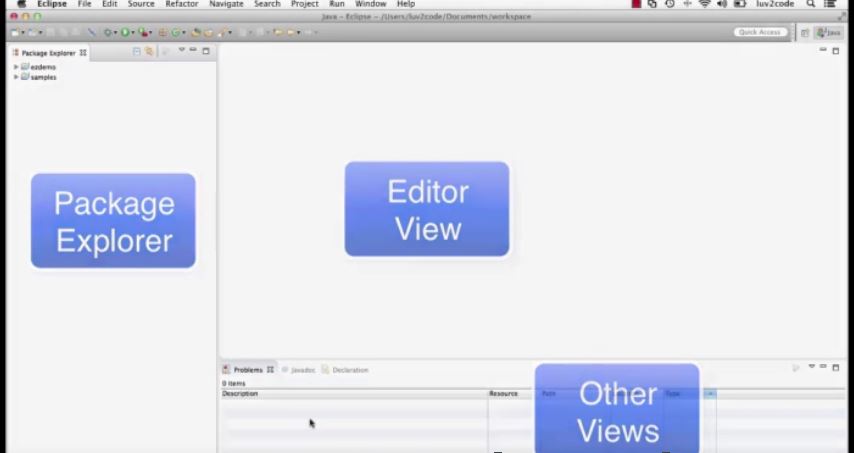 Eclipse File Edit Source Refactor Navigate Search Project Run Window Help luv2code
Java – Eclipse – /Users/luv2code/Documents/workspace
Quick Access Java
Package Explorer
ezdemo
samples
Package
Explorer
Editor
View
Problems Javadoc Declaration
0 items
Description Resource Path Type
Other
Views